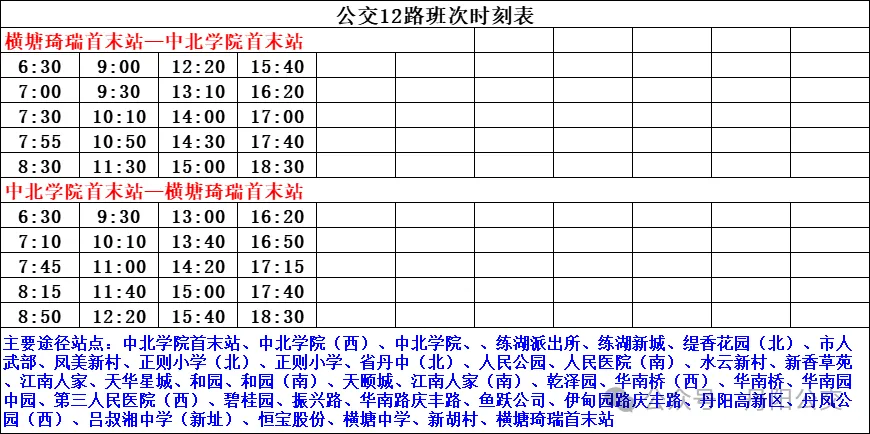 公交12路班次时刻表
横塘琦瑞首末站—中北学院首末站
6:30 9:00 12:20 15:40
7:00 9:30 13:10 16:20
7:30 10:10 14:00 17:00
7:55 10:50 14:30 17:40
8:30 11:30 15:00 18:30
中北学院首末站—横塘琦瑞首末站
6:30 9:30 13:00 16:20
7:10 10:10 13:40 16:50
7:45 11:00 14:20 17:15
8:15 11:40 15:00 17:40
8:50 12:20 15:40 18:30
主要途径站点：中北学院首末站、中北学院（西）、中北学院、、练湖派出所、练湖新城、缇香花园（北）、市人
武部、凤美新村、正则小学（北）、正则小学、省丹中（北）、人民公园、人民医院（南）、水云新村、新香草苑
、江南人家、天华星城、和园、和园（南）、天颐城、江南人家（南）、乾泽园、华南桥（西）、华南桥、华南园
中园、第三人民医院（西）、碧桂园、振兴路、华南路庆丰路、鱼跃公司、伊甸园路庆丰路、丹阳高新区、丹凤公
园（西）、吕叔湘中学（新址）、恒宝股份、横塘中学、新胡村、横塘琦瑞首末站
公众号 丹阳公交